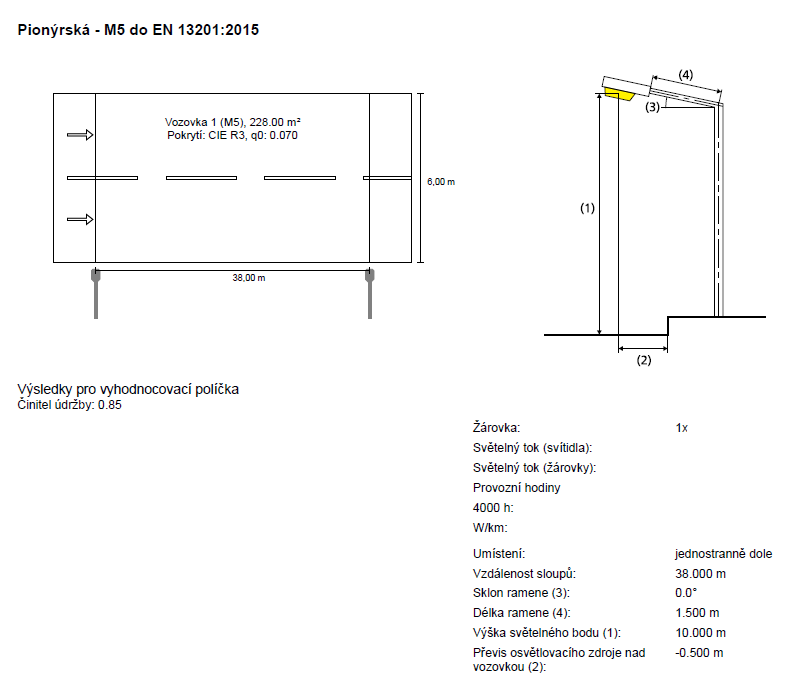 Pionýrská - M5 do EN 13201:2015
Vozovka 1 (M5), 228.00 m²
Pokrytí: CIE R3, q0: 0.070
6,00 m
38,00 m
(4)
(3)
(1)
(2)
Výsledky pro vyhodnocovací políčka
Činitel údržby: 0.85
Žárovka: 1x
Světelný tok (svítidla):
Světelný tok (žárovky):
Provozní hodiny
4000 h:
W/km:
Umístení: jednostranně dole
Vzdálenost sloupů: 38.000 m
Sklon ramene (3): 0.0°
Délka ramene (4): 1.500 m
Výška světelného bodu (1): 10.000 m
Převis osvětlovacího zdroje nad -0.500 m
vozovkou (2):